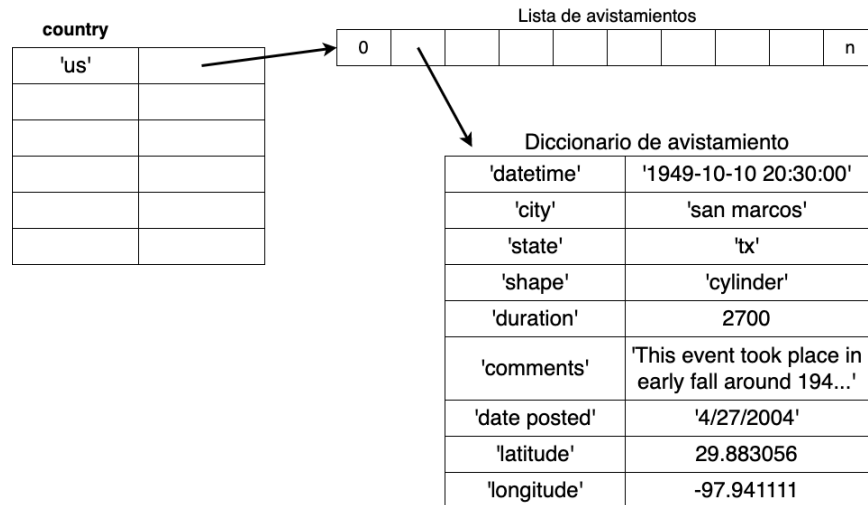 Lista de avistamientos
country
0
n
'us'
Diccionario de avistamiento
'datetime' '1949-10-10 20:30:00'
'city' 'san marcos'
'state' 'tx'
'shape' 'cylinder'
'duration' 2700
'comments' 'This event took place in
early fall around 194...'
'date posted' '4/27/2004'
'latitude' 29.883056
'longitude' -97.941111